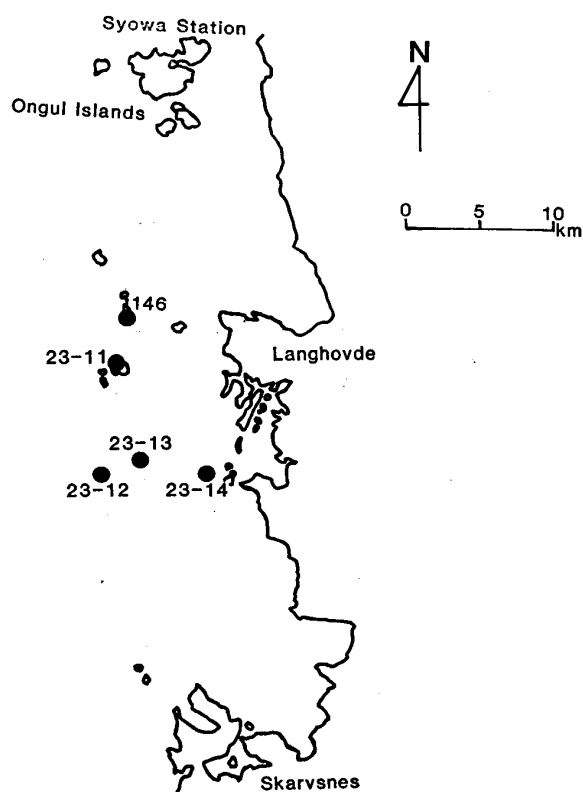 Syowa Station
N
Ongul Islands
0 5 10
km
146
Langhovde
23-11
23-13
23-12
23-14
Skarvsnes